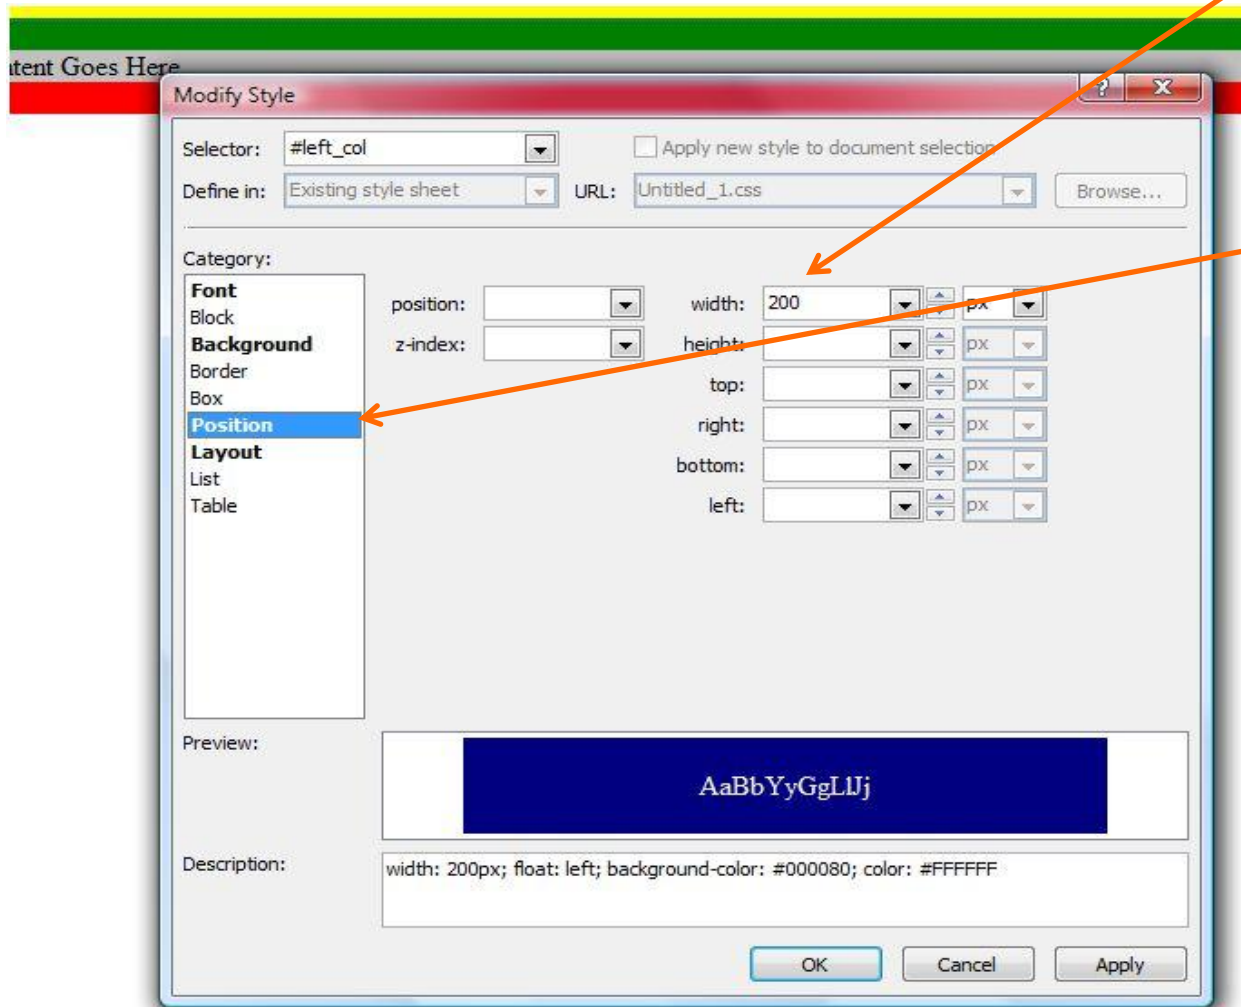 ntent Goes Here
Modify Style
?
X
Selector: #left_col
Apply new style to document selection
Define in: Existing style sheet URL: Untitled_1.css Browse...
Category:
Font
Block
Background
Border
Box
Position
Layout
List
Table
position: width: 200 px
z-index: height: px
top: px
right: px
bottom: px
left: px
Preview:
AaBbYyGgLlJj
Description:
width: 200px; float: left; background-color: #000080; color: #FFFFFF
OK Cancel Apply